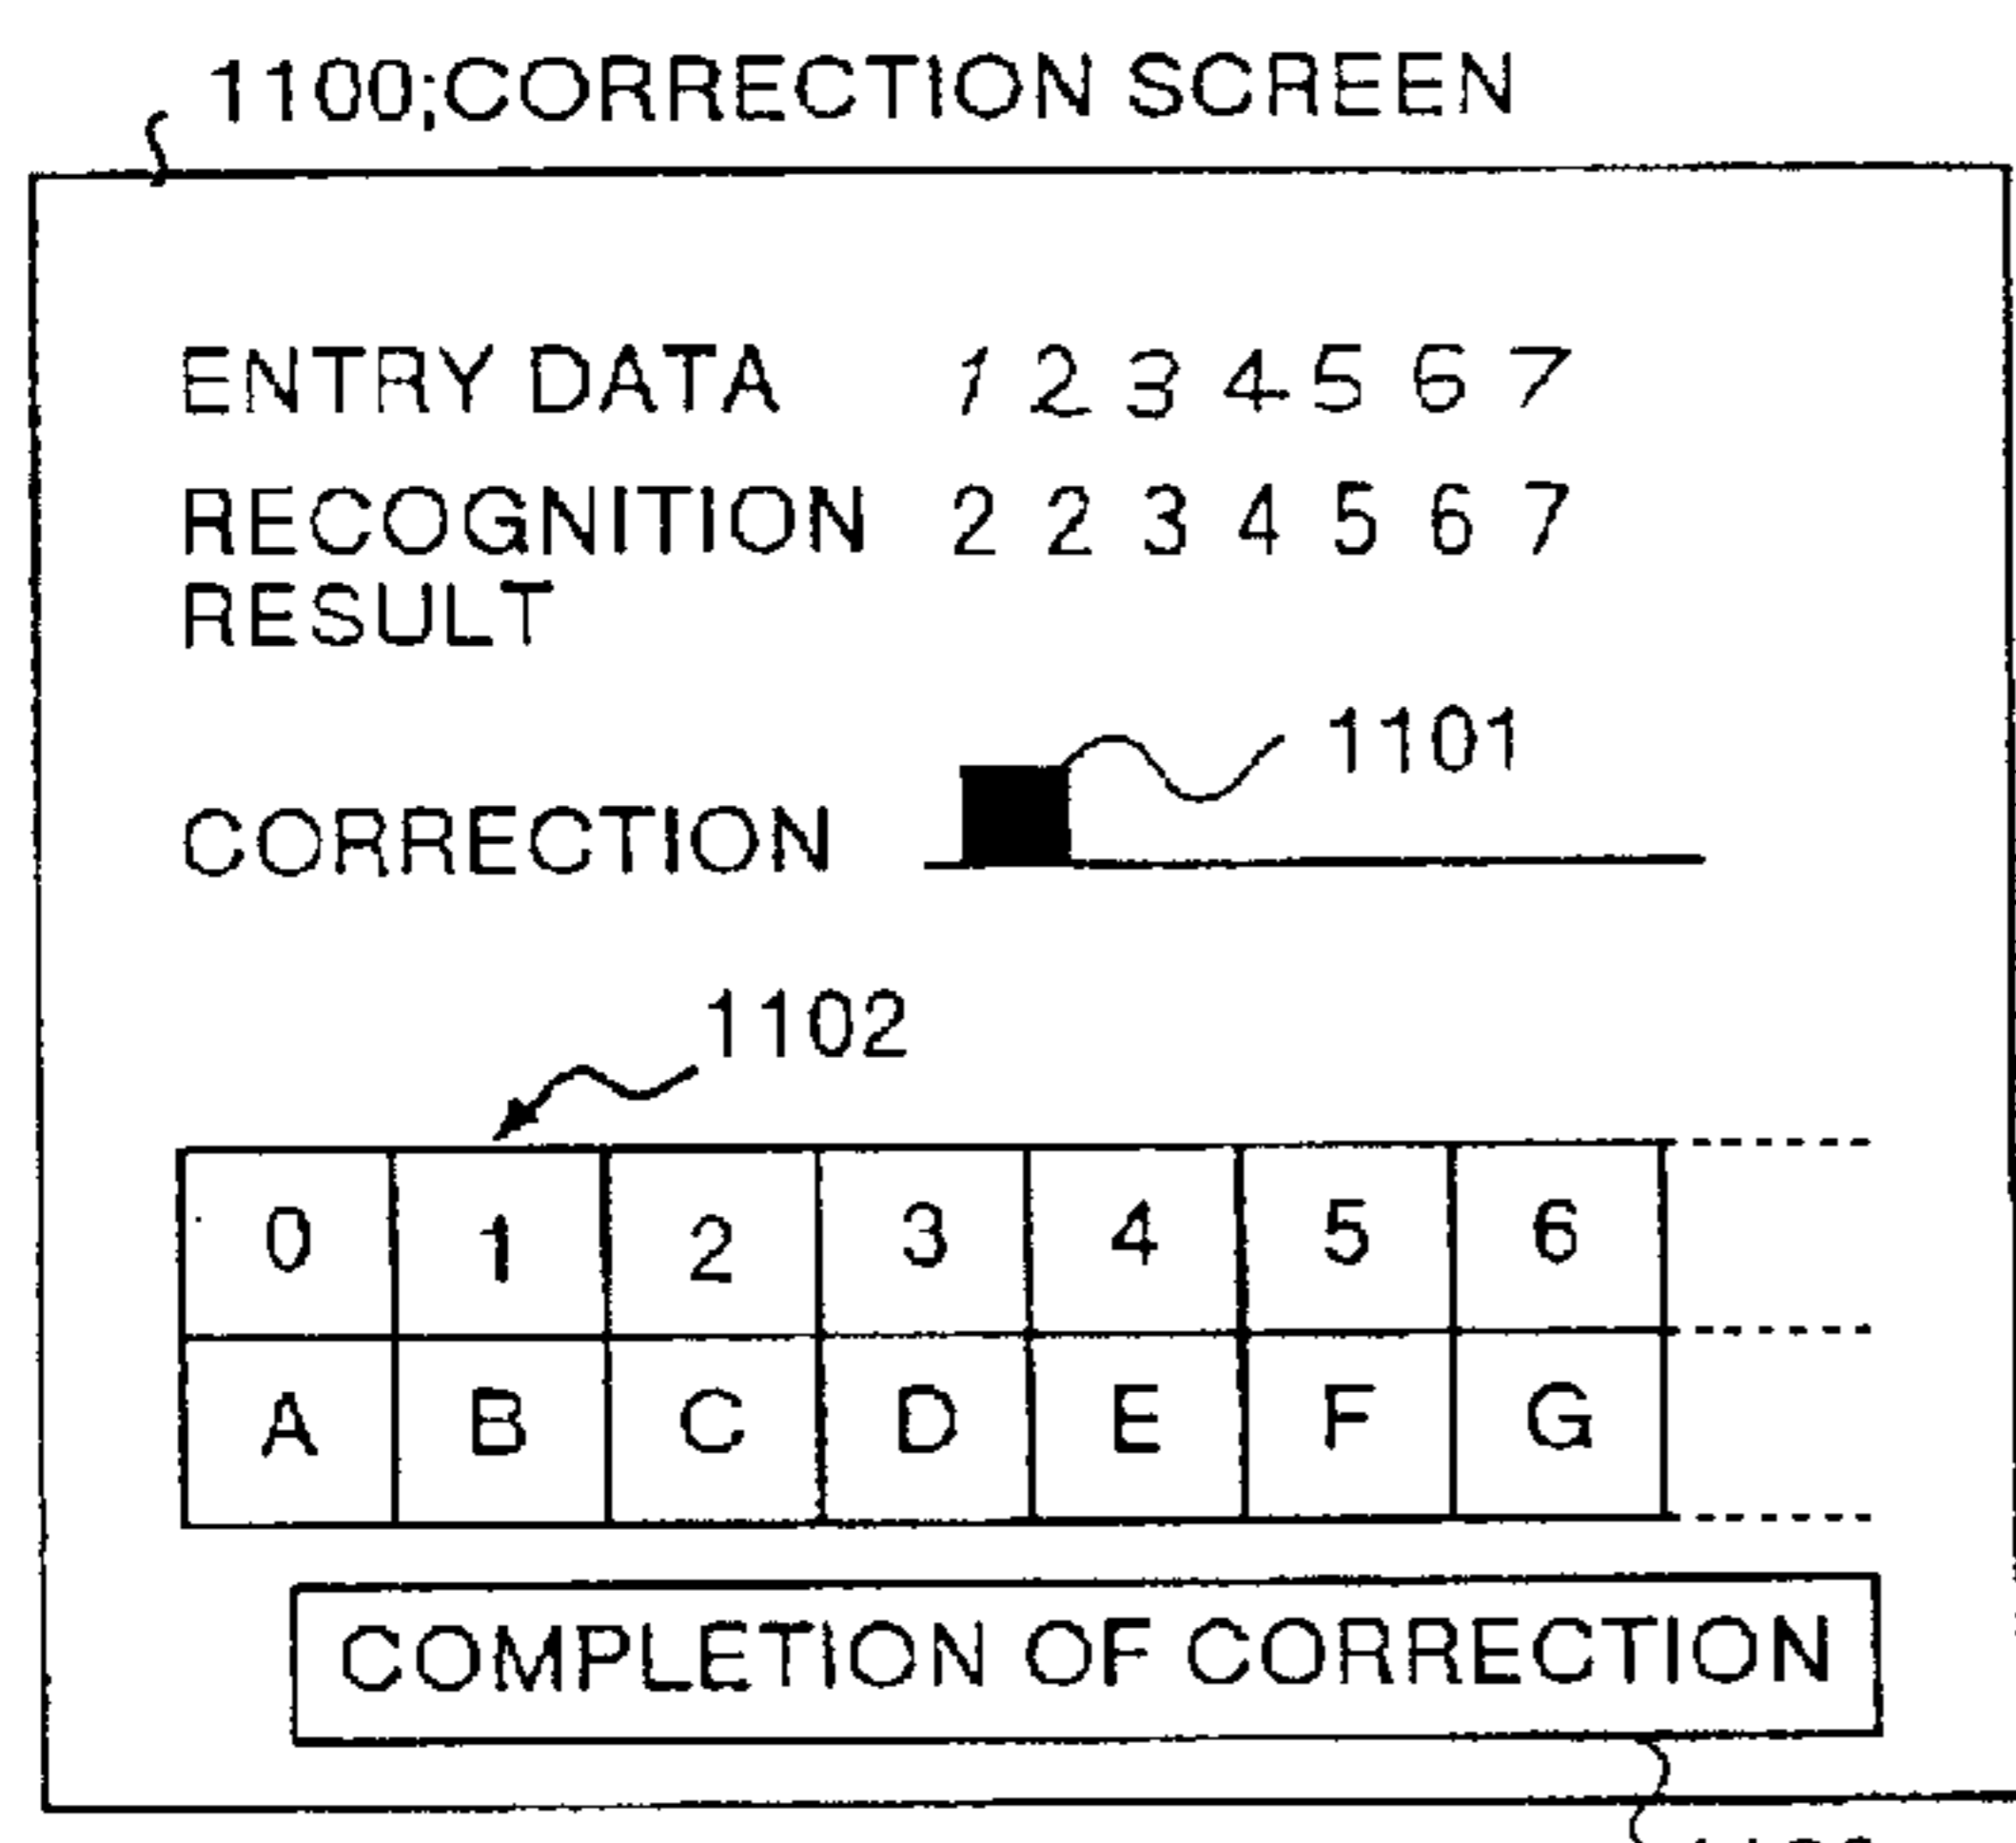 1100;CORRECTION SCREEN
ENTRY DATA 1 2 3 4 5 6 7
RECOGNITION 2 2 3 4 5 6 7
RESULT
1101
CORRECTION
1102
0 1 2 3 4 5 6
A B C D E F G
COMPLETION OF CORRECTION